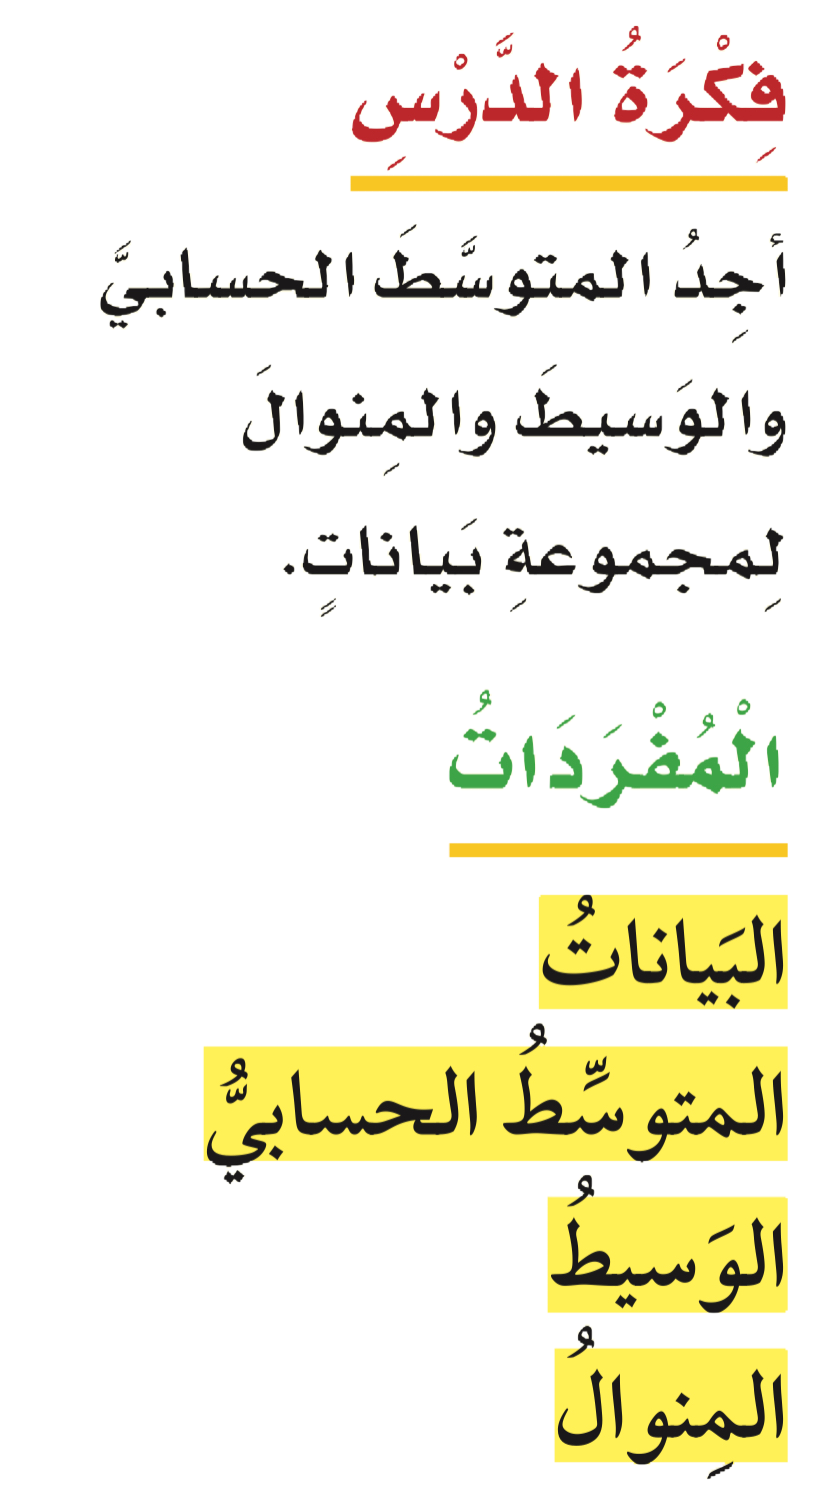 فِكْرَةُ الدَّرْسِ
أجِدُ المتوسَّطَ الحسابيَّ
والوَسيطَ والمِنوالَ
لِمجموعةِ بَياناتٍ.
الْمُفْرَدَاتُ
البَياناتُ
المتوسِّطُ الحسابيُّ
الوَسيطُ
المِنوالُ